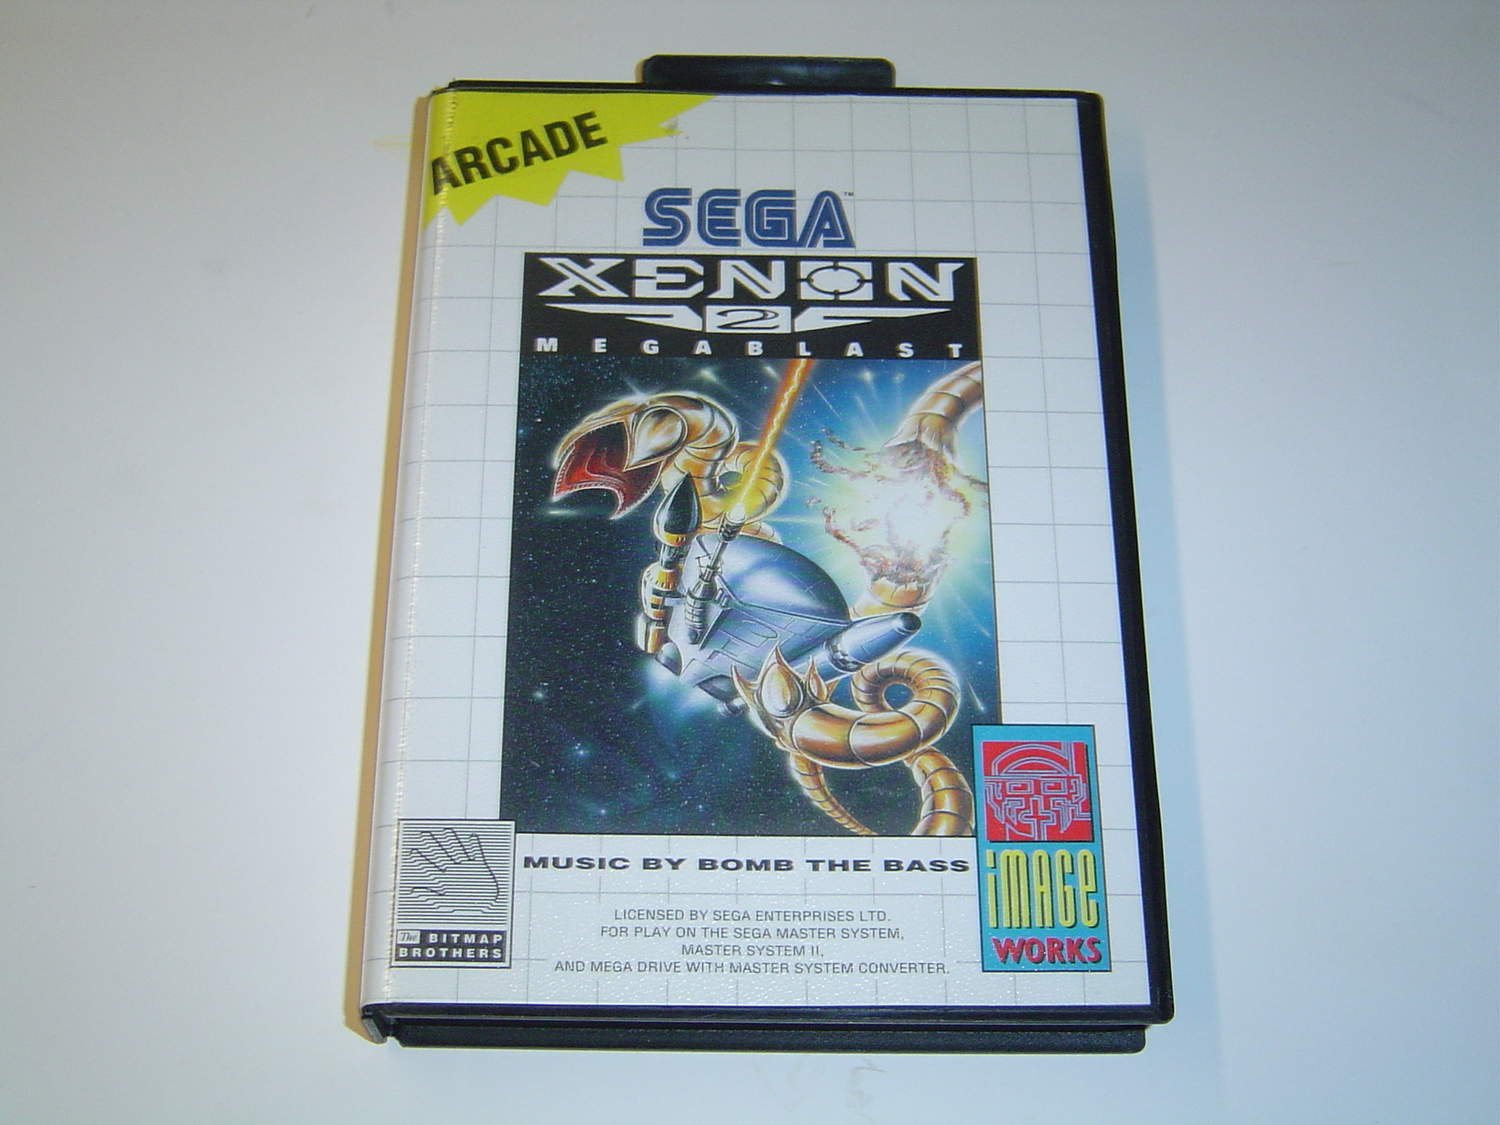 ARCADE
SEGA™
XENON
2
MEGABLAST
MUSIC BY BOMB THE BASS
LICENSED BY SEGA ENTERPRISES LTD.
FOR PLAY ON THE SEGA MASTER SYSTEM,
MASTER SYSTEM II,
AND MEGA DRIVE WITH MASTER SYSTEM CONVERTER.
The BITMAP
BROTHERS
iMAGE
WORKS